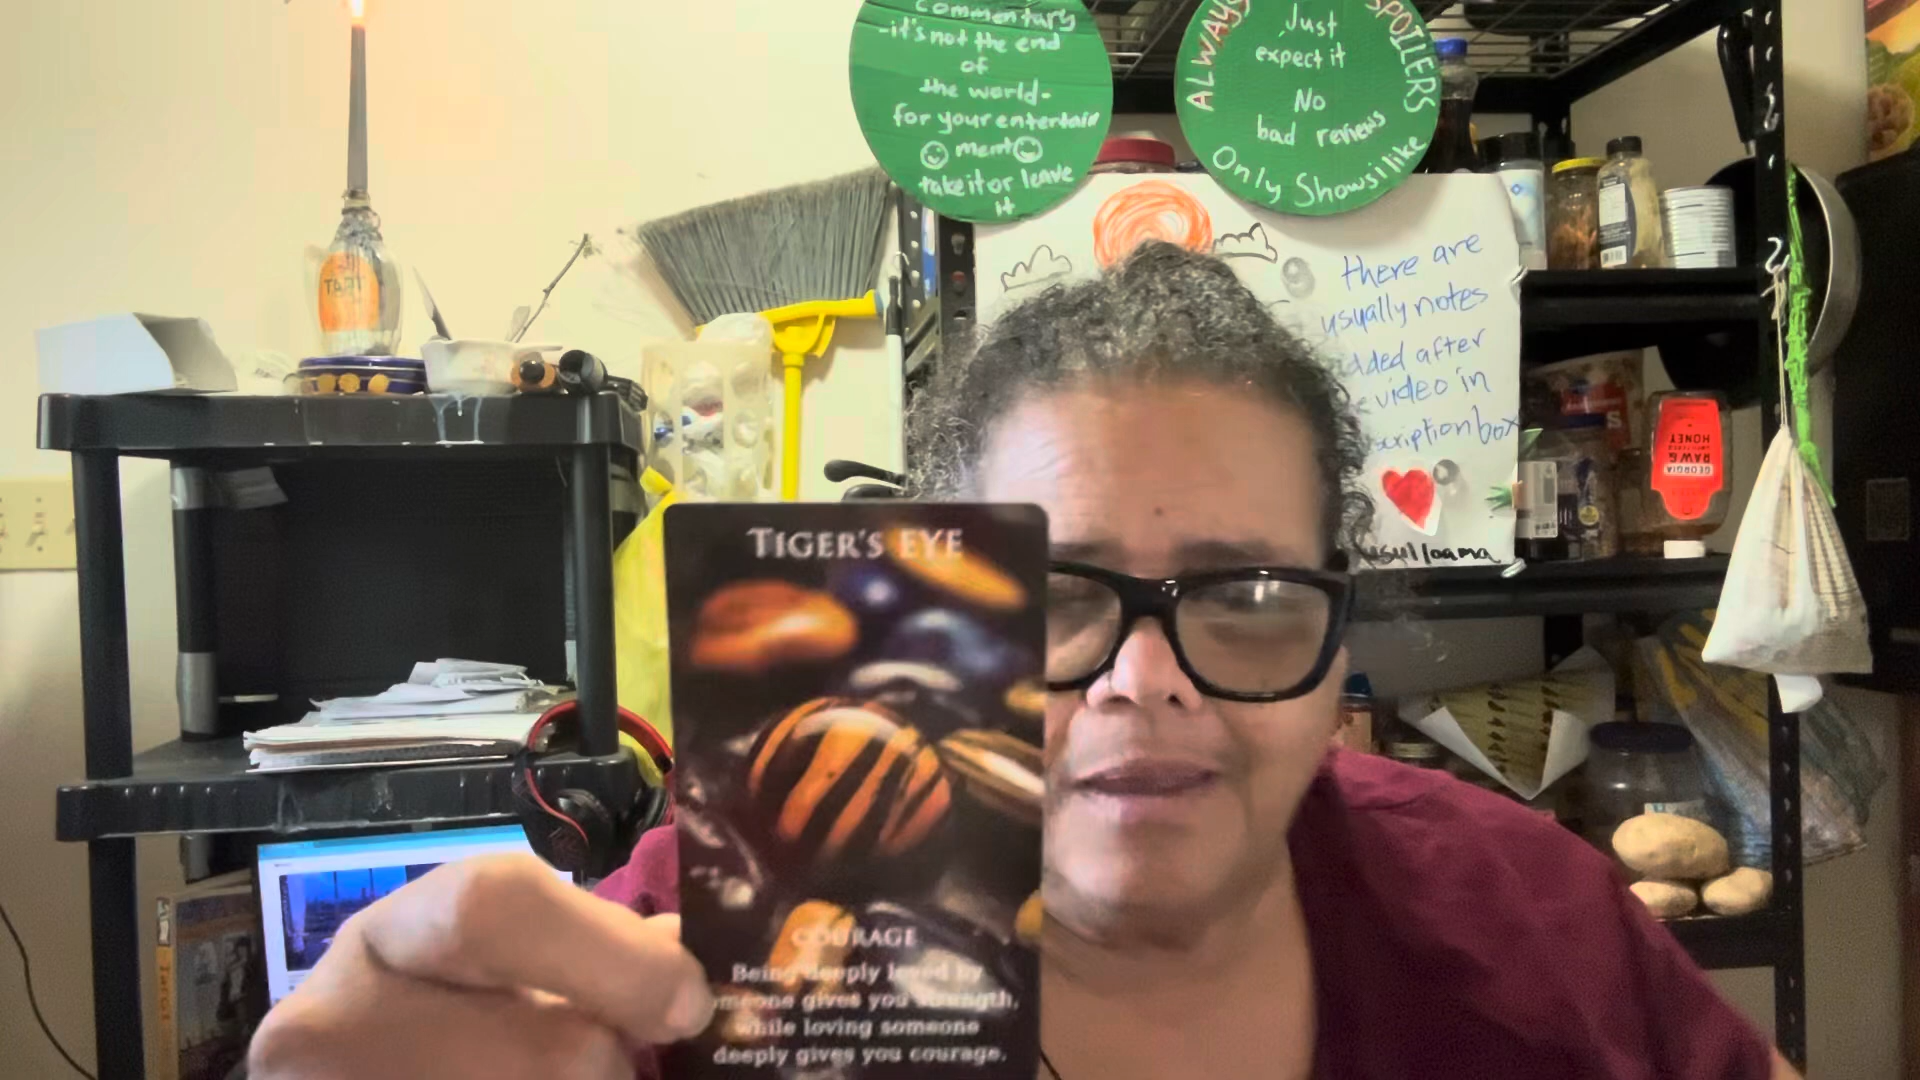 commentary
-it's not the end
of
the world-
for your entertain
ment
take it or leave
it
ALWAYS SPOILERS
Just
expect it
No
bad reviews
Only Shows i like
there are
usually notes
added after
video in
scription box
TIGER'S EYE
COURAGE
Being deeply loved by
someone gives you strength,
while loving someone
deeply gives you courage.
GEORGIA
RAW
HONEY
Tarot